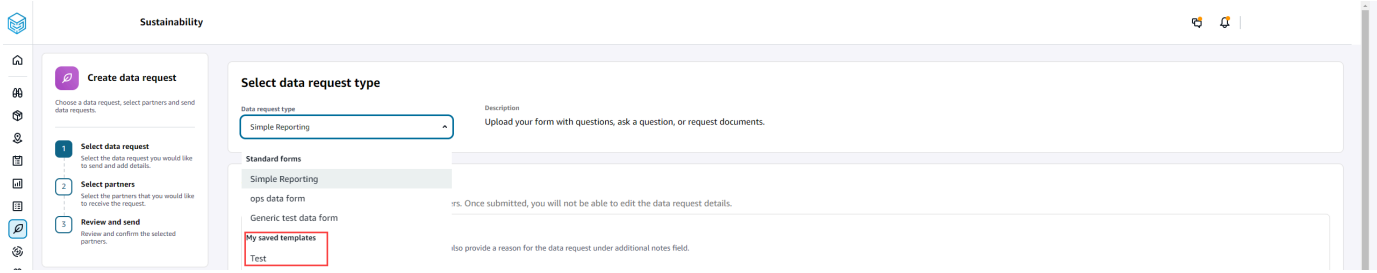 Sustainability
Create data request
Choose a data request, select partners and send
data requests.
1
Select data request
Select the data request you would like
to send and add details.
2
Select partners
Select the partners that you would like
to receive the request.
3
Review and send
Review and confirm the selected
partners.
Select data request type
Data request type
Simple Reporting
Description
Upload your form with questions, ask a question, or request documents.
Standard forms
Simple Reporting
ops data form
Generic test data form
My saved templates
Test
ers. Once submitted, you will not be able to edit the data request details.
also provide a reason for the data request under additional notes field.